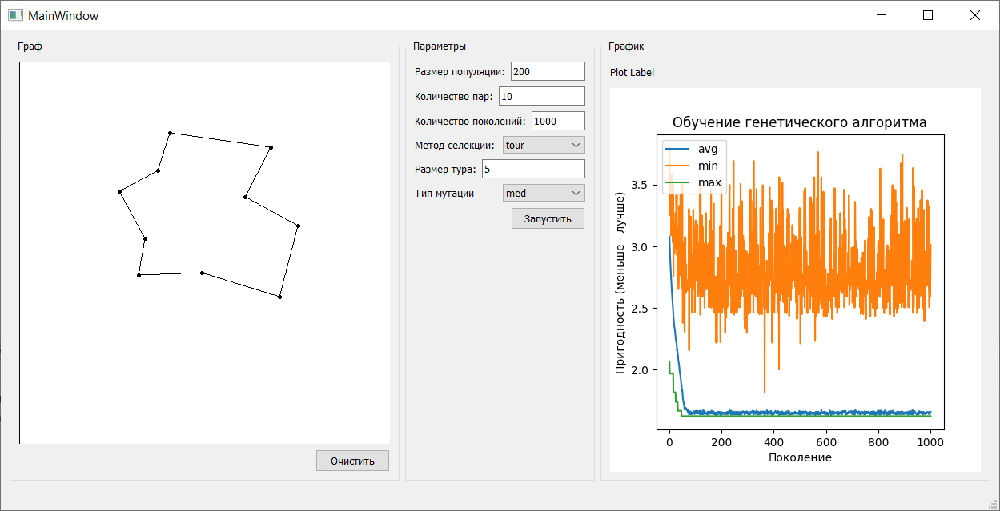 MainWindow
Граф
Очистить
Параметры
Размер популяции: 200
Количество пар: 10
Количество поколений: 1000
Метод селекции: tour
Размер тура: 5
Тип мутации med
Запустить
График
Plot Label
Обучение генетического алгоритма
avg
min
max
Пригодность (меньше - лучше)
3.5
3.0
2.5
2.0
0 200 400 600 800 1000
Поколение